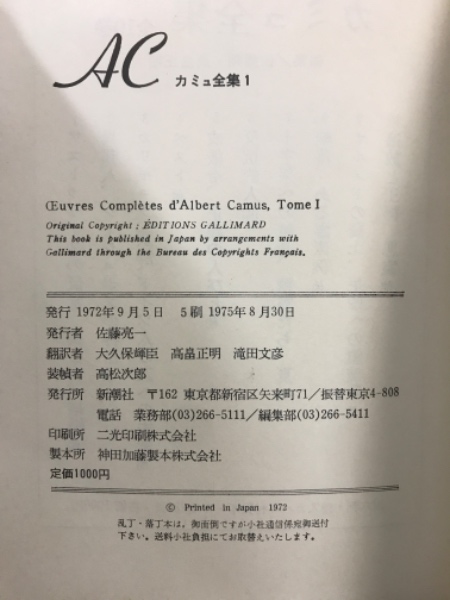 AC カミュ全集1
Œuvres Complètes d'Albert Camus, Tome I
Original Copyright ; ÉDITIONS GALLIMARD
This book is published in Japan by arrangements with
Gallimard through the Bureau des Copyrights Français.
発行 1972年9月5日 5刷 1975年8月30日
発行者 佐藤亮一
翻訳者 大久保輝臣 高畠正明 滝田文彦
装幀者 高松次郎
発行所 新潮社 〒162 東京都新宿区矢来町71/振替東京4-808
電話 業務部(03)266-5111/編集部(03)266-5411
印刷所 二光印刷株式会社
製本所 神田加藤製本株式会社
定価1000円
© Printed in Japan 1972
乱丁・落丁本は、御面倒ですが小社通信係宛御送付
下さい。送料小社負担にてお取替えいたします。